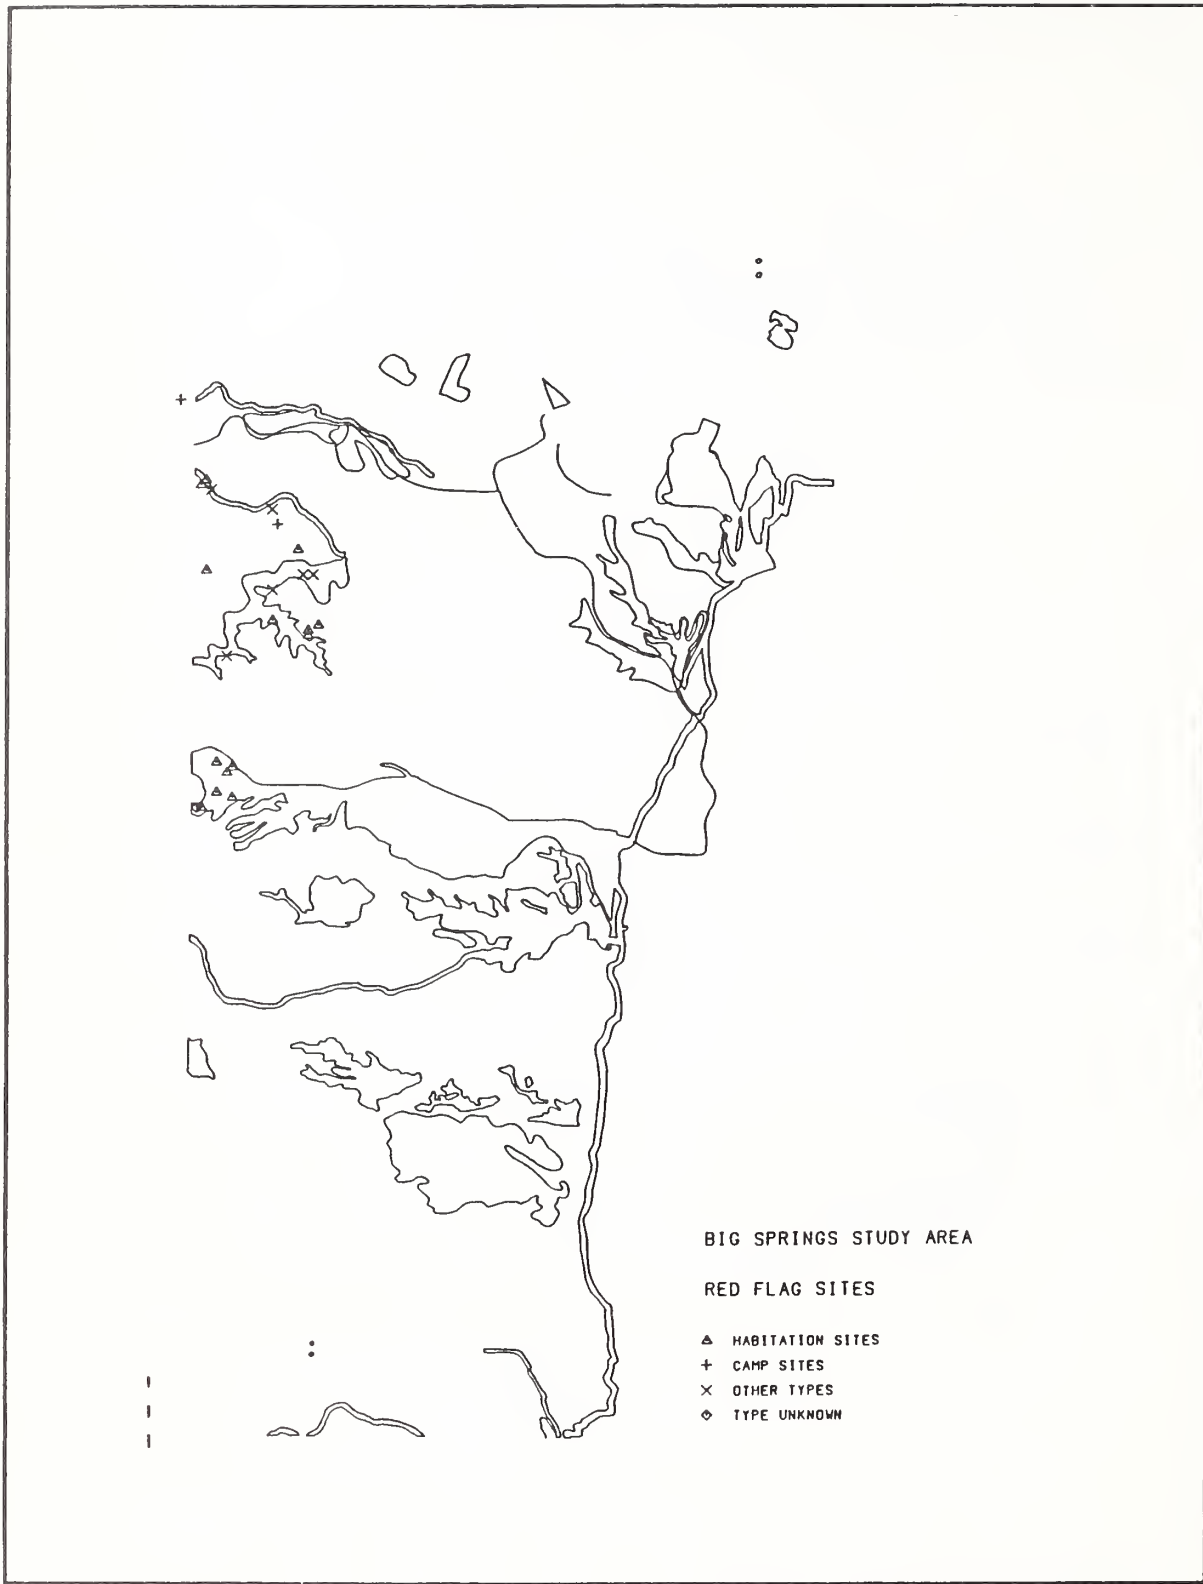 BIG SPRINGS STUDY AREA
RED FLAG SITES
HABITATION SITES
CAMP SITES
OTHER TYPES
TYPE UNKNOWN